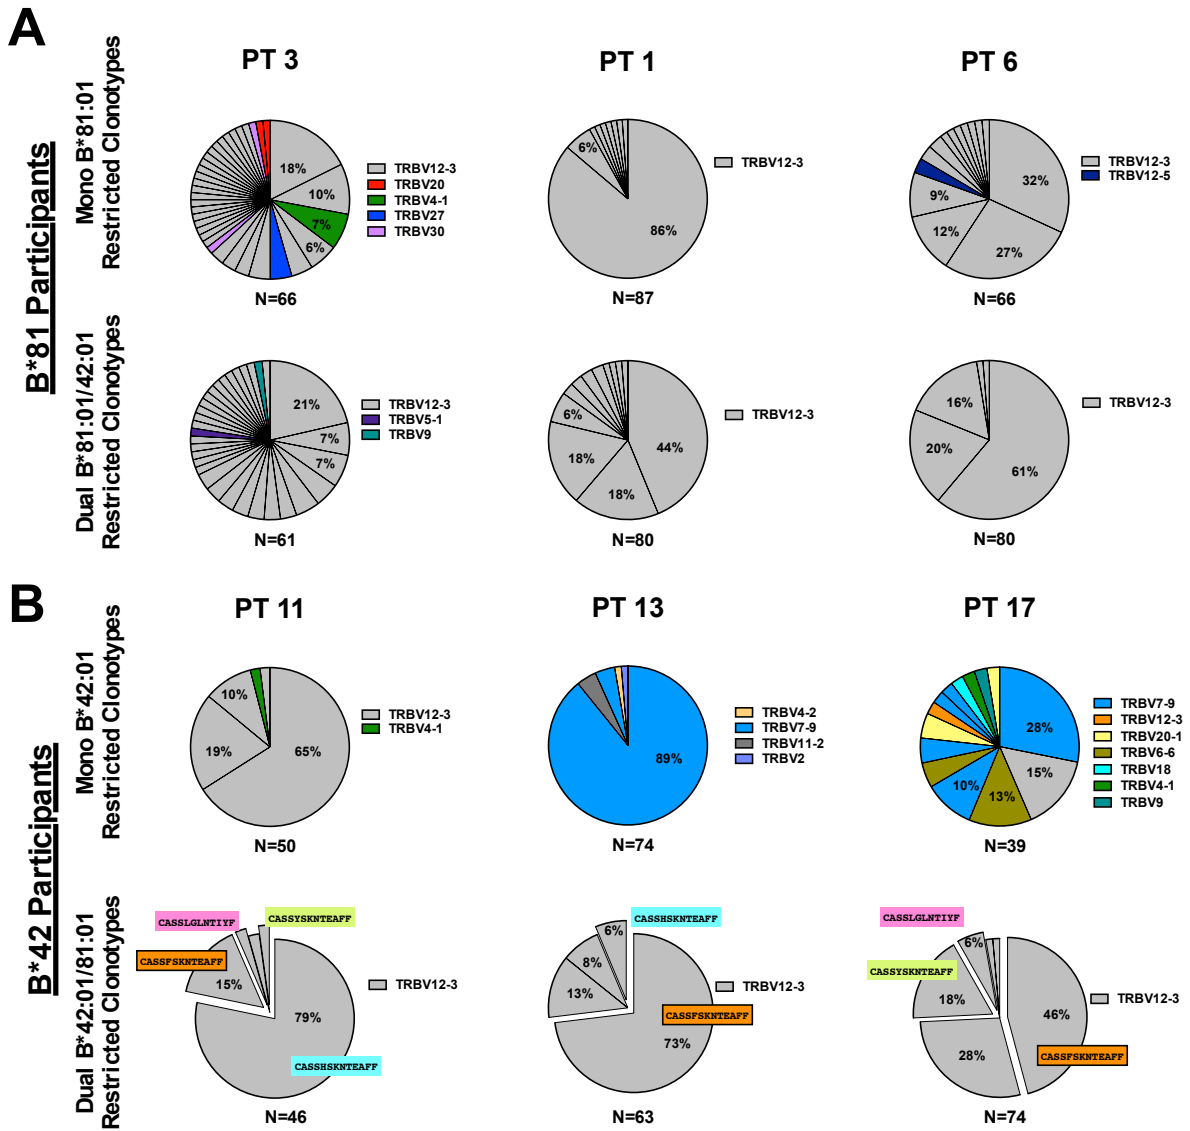 A
PT 3
PT 1
PT 6
B*81 Participants
Mono B*81:01
Restricted Clonotypes
18%
10%
7%
6%
TRBV12-3
TRBV20
TRBV4-1
TRBV27
TRBV30
N=66
6%
86%
TRBV12-3
N=87
32%
27%
12%
9%
TRBV12-3
TRBV12-5
N=66
Dual B*81:01/42:01
Restricted Clonotypes
21%
7%
7%
TRBV12-3
TRBV5-1
TRBV9
N=61
6%
18%
18%
44%
TRBV12-3
N=80
16%
20%
61%
TRBV12-3
N=80
B
PT 11
PT 13
PT 17
B*42 Participants
Mono B*42:01
Restricted Clonotypes
10%
19%
65%
TRBV12-3
TRBV4-1
N=50
89%
TRBV4-2
TRBV7-9
TRBV11-2
TRBV2
N=74
28%
15%
13%
10%
TRBV7-9
TRBV12-3
TRBV20-1
TRBV6-6
TRBV18
TRBV4-1
TRBV9
N=39
Dual B*42:01/81:01
Restricted Clonotypes
CASSLGLNTIYF
CASSYSKNTEAFF
CASSFSKNTEAFF
15%
79%
CASSHSKNTEAFF
TRBV12-3
N=46
CASSHSKNTEAFF
6%
8%
13%
CASSFSKNTEAFF
73%
TRBV12-3
N=63
CASSLGLNTIYF
6%
CASSYSKNTEAFF
18%
28%
46%
CASSFSKNTEAFF
TRBV12-3
N=74